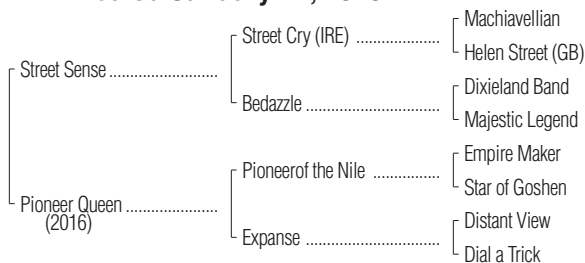 Machiavellian
Street Cry (IRE) ....................
Helen Street (GB)
Street Sense ..........................
Dixieland Band
Bedazzle ................................
Majestic Legend
Empire Maker
Pioneerof the Nile ................
Star of Goshen
Pioneer Queen ......................
(2016)
Distant View
Expanse ................................
Dial a Trick